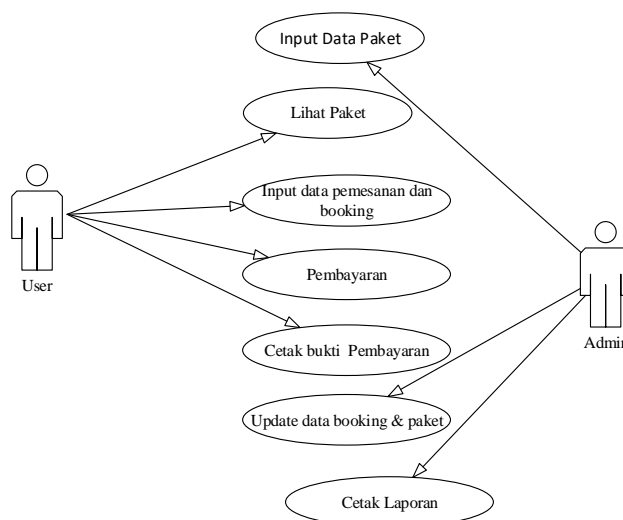 Input Data Paket
Lihat Paket
Input data pemesanan dan
booking
Pembayaran
User
Cetak bukti Pembayaran
Admin
Update data booking & paket
Cetak Laporan